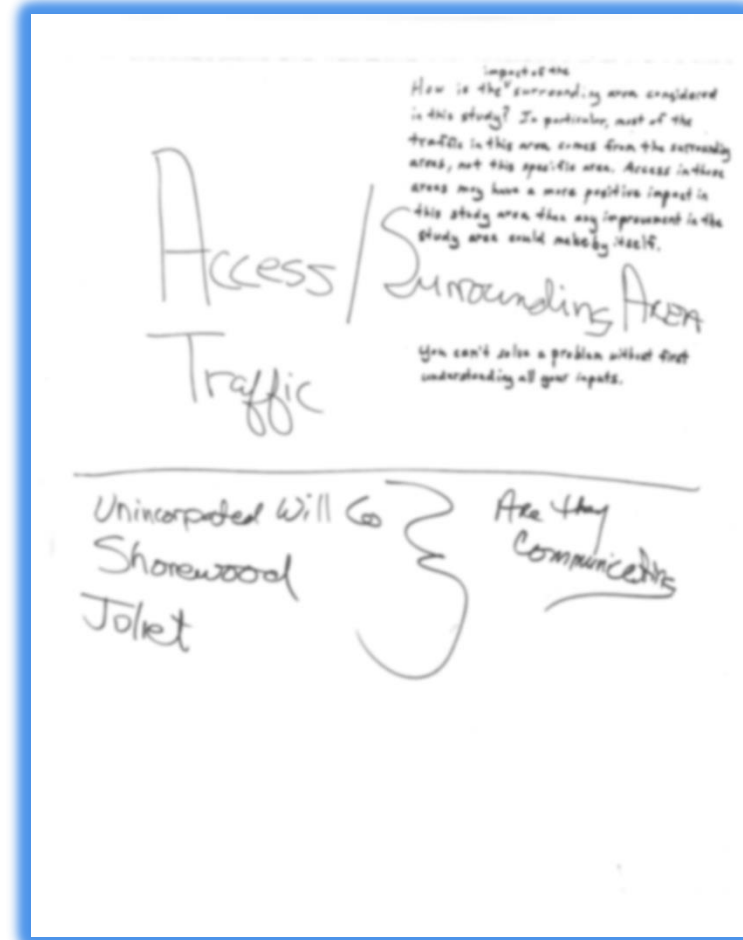 impact of the
How is the ^ surrounding area considered
in this study? In particular, most of the
traffic in this area comes from the surrounding
areas, not this specific area. Access in those
areas may have a more positive impact in
this study area than any improvement in the
study area could make by itself.
Access / Surrounding Area
Traffic
You can't solve a problem without first
understanding all your inputs.
Unincorpated Will Co
Shorewood
Joliet
Are they
Communicating